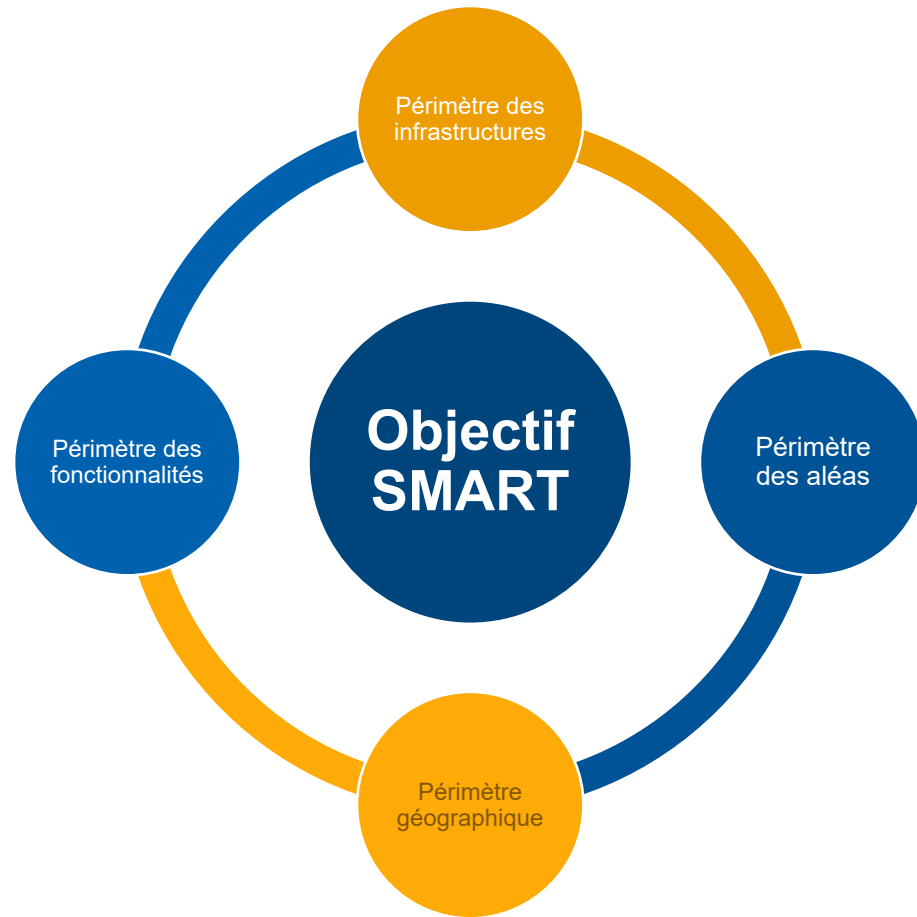 Périmètre des
infrastructures
Objectif
SMART
Périmètre des
fonctionnalités
Périmètre
des aléas
Périmètre
géographique